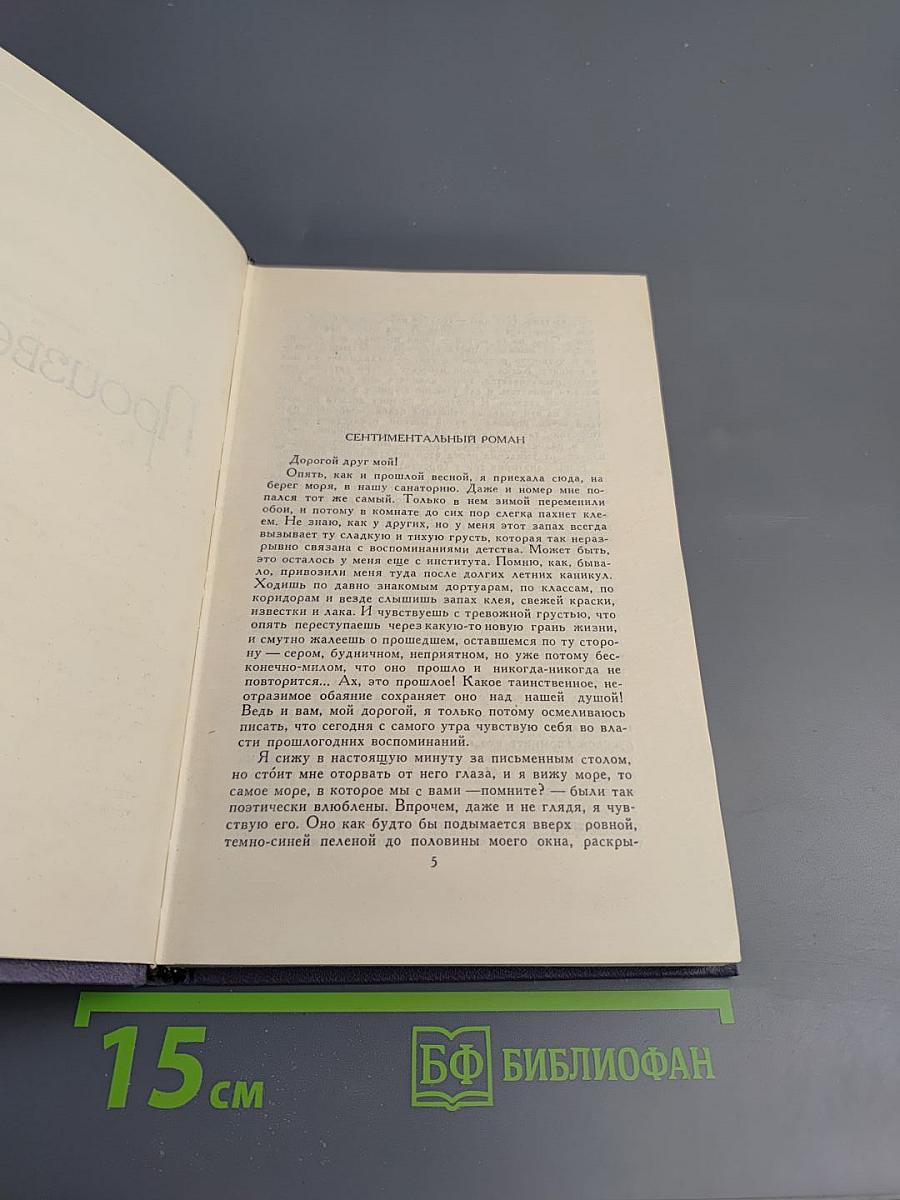 Произве
СЕНТИМЕНТАЛЬНЫЙ РОМАН
Дорогой друг мой!
Опять, как и прошлой весной, я приехала сюда, на
берег моря, в нашу санаторию. Даже и номер мне по-
пался тот же самый. Только в нем зимой переменили
обои, и потому в комнате до сих пор слегка пахнет кле-
ем. Не знаю, как у других, но у меня этот запах всегда
вызывает ту сладкую и тихую грусть, которая так нераз-
рывно связана с воспоминаниями детства. Может быть,
это осталось у меня еще с института. Помню, как, быва-
ло, привозили меня туда после долгих летних каникул.
Ходишь по давно знакомым дортуарам, по классам, по
коридорам и везде слышишь запах клея, свежей краски,
известки и лака. И чувствуешь с тревожной грустью, что
опять переступаешь через какую-то новую грань жизни,
и смутно жалеешь о прошедшем, оставшемся по ту сторо-
ну — сером, будничном, неприятном, но уже потому бес-
конечно-милом, что оно прошло и никогда-никогда не
повторится... Ах, это прошлое! Какое таинственное, не-
отразимое обаяние сохраняет оно над нашей душой!
Ведь и вам, мой дорогой, я только потому осмеливаюсь
писать, что сегодня с самого утра чувствую себя во вла-
сти прошлогодних воспоминаний.
Я сижу в настоящую минуту за письменным столом,
но сто́ит мне оторвать от него глаза, и я вижу море, то
самое море, в которое мы с вами —помните? — были так
поэтически влюблены. Впрочем, даже и не глядя, я чув-
ствую его. Оно как будто бы подымается вверх ровной,
темно-синей пеленой до половины моего окна, раскры-
5
15 см
БФ БИБЛИОФАН